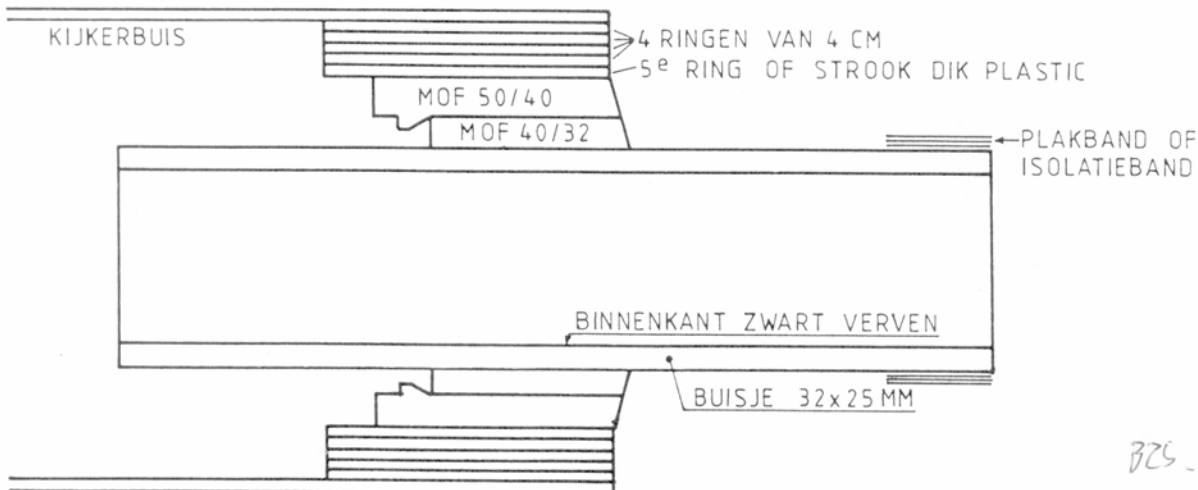 KIJKERBUIS
4 RINGEN VAN 4 CM
5e RING OF STROOK DIK PLASTIC
MOF 50/40
MOF 40/32
PLAKBAND OF
ISOLATIEBAND
BINNENKANT ZWART VERVEN
BUISJE 32x25 MM